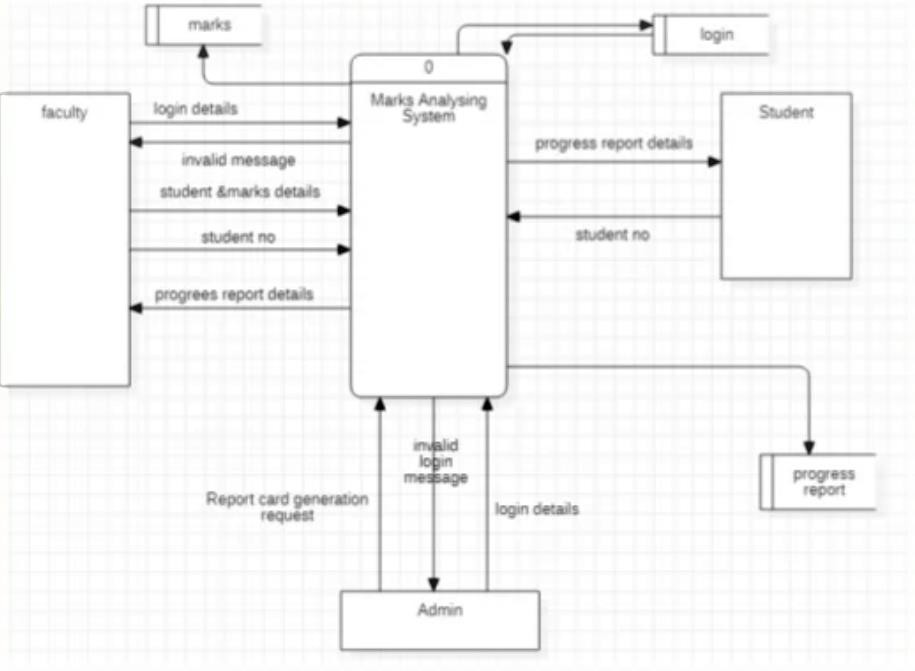 marks
login
0
Marks Analysing
System
faculty
login details
invalid message
student &marks details
student no
progrees report details
Student
progress report details
student no
invalid
login
message
Report card generation
request
login details
progress
report
Admin